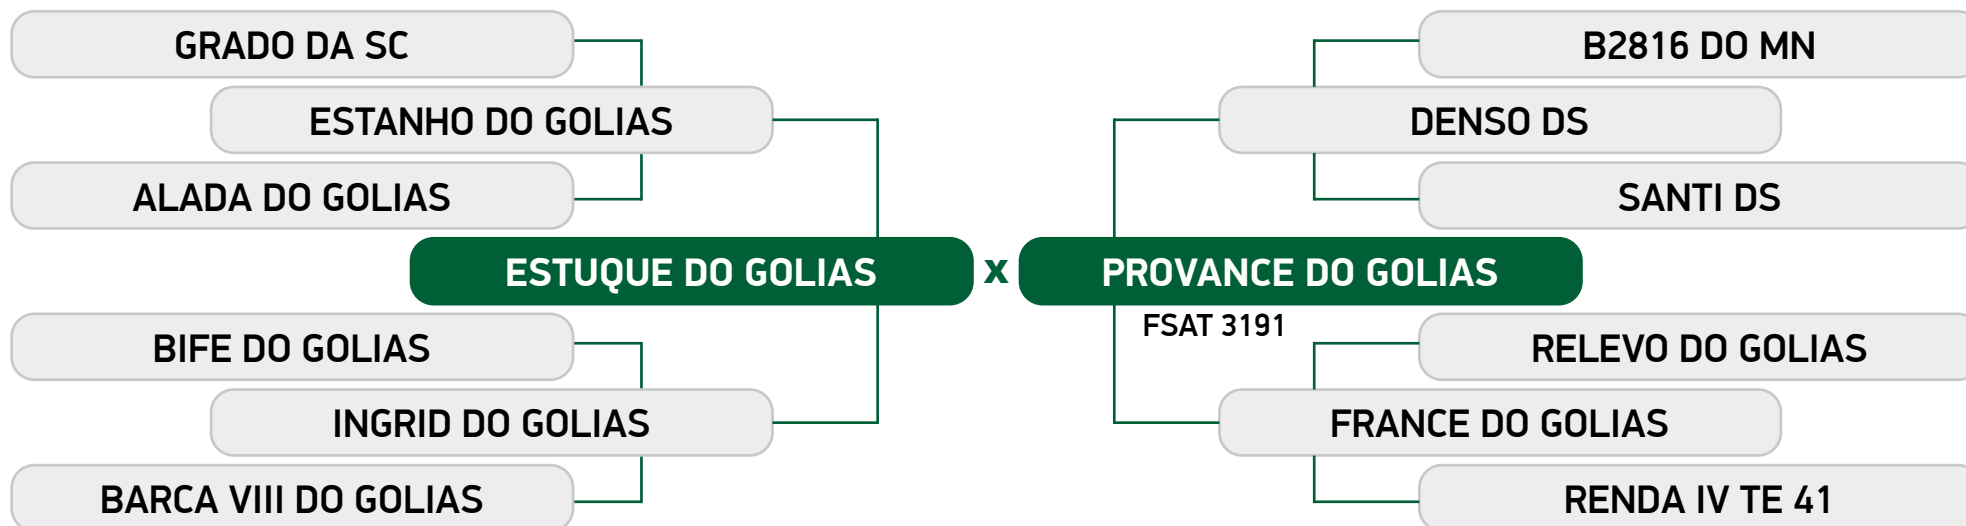 GRADO DA SC
B2816 DO MN
ESTANHO DO GOLIAS
DENSO DS
ALADA DO GOLIAS
SANTI DS
ESTUQUE DO GOLIAS x PROVANCE DO GOLIAS
FSAT 3191
BIFE DO GOLIAS
RELEVO DO GOLIAS
INGRID DO GOLIAS
FRANCE DO GOLIAS
BARCA VIII DO GOLIAS
RENDA IV TE 41